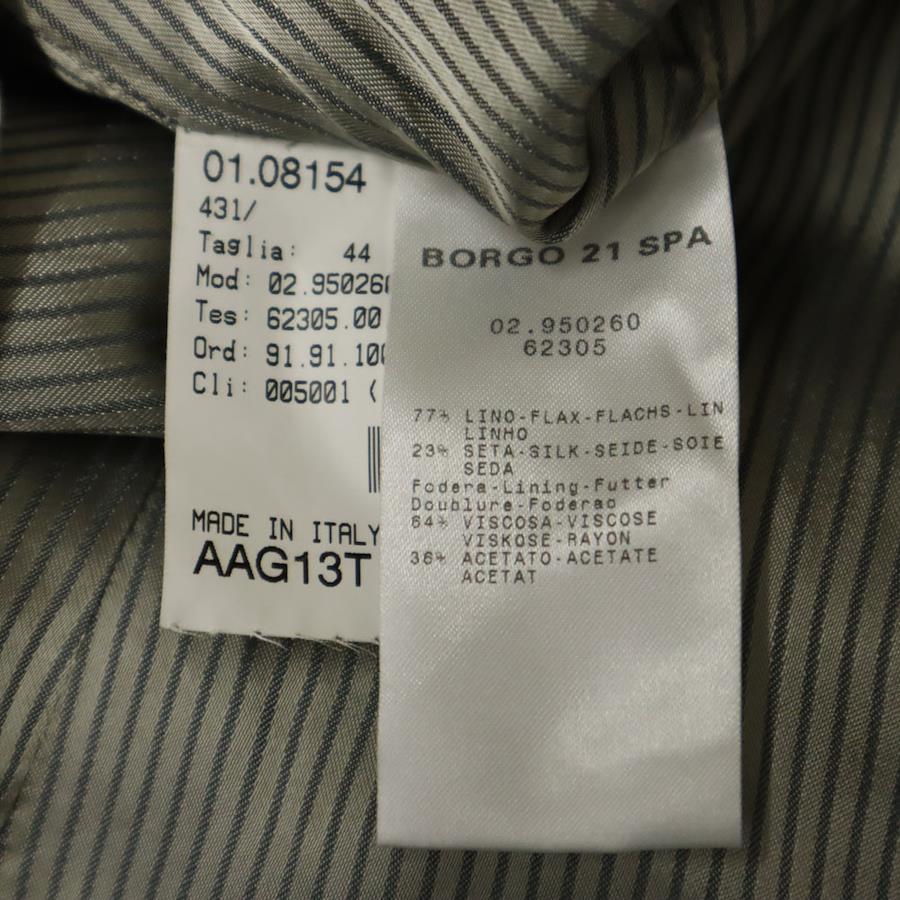 01.08154
431/
Taglia: 44
Mod: 02.950260
Tes: 62305.00
Ord: 91.91.100
Cli: 005001 (
MADE IN ITALY
AAG13T
BORGO 21 SPA
02.950260
62305
77% LINO-FLAX-FLACHS-LIN
LINHO
23% SETA-SILK-SEIDE-SOIE
SEDA
Fodera-Lining-Futter
Doublure-Foderao
64% VISCOSA-VISCOSE
VISKOSE-RAYON
36% ACETATO-ACETATE
ACETAT